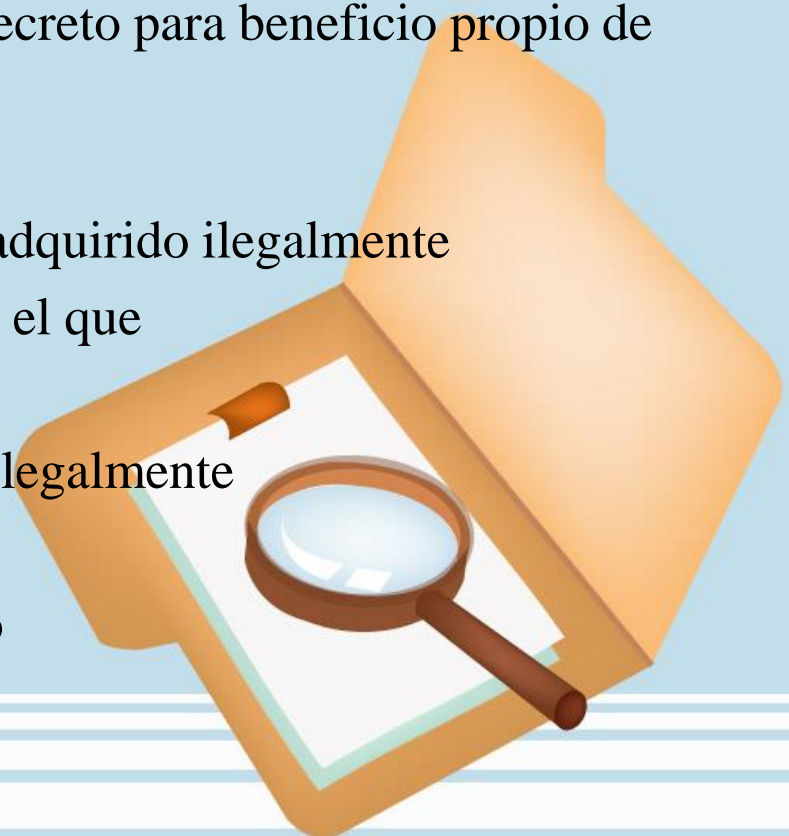 ecreto para beneficio propio de
adquirido ilegalmente
el que
legalmente